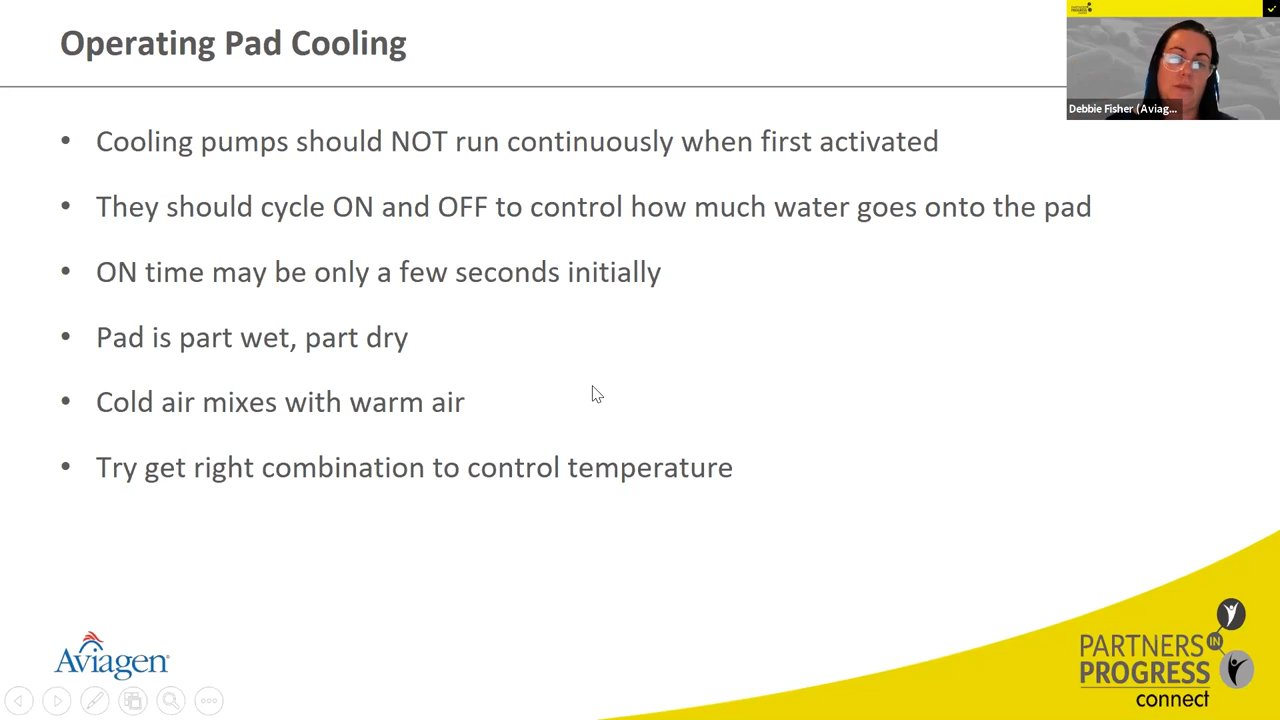 Operating Pad Cooling
Debbie Fisher (Aviag...
• Cooling pumps should NOT run continuously when first activated
• They should cycle ON and OFF to control how much water goes onto the pad
• ON time may be only a few seconds initially
• Pad is part wet, part dry
• Cold air mixes with warm air
• Try get right combination to control temperature
Aviagen
PARTNERS IN
PROGRESS
connect